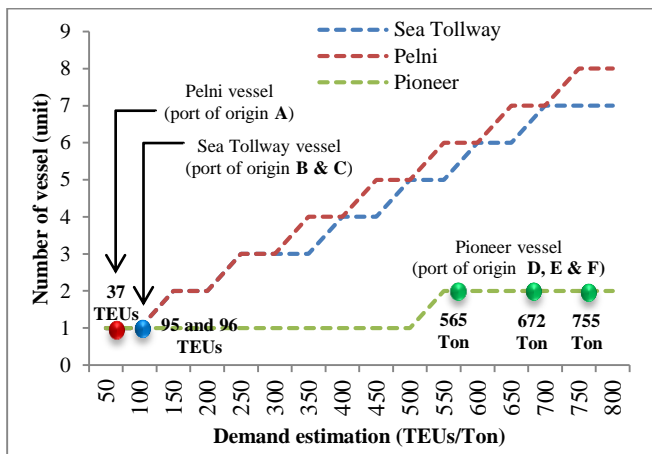 Sea Tollway
Pelni
Pioneer
Pelni vessel
(port of origin A)
Sea Tollway vessel
(port of origin B & C)
Pioneer vessel
(port of origin D, E & F)
37
TEUs
95 and 96
TEUs
565
Ton
672
Ton
755
Ton
Number of vessel (unit)
9
8
7
6
5
4
3
2
1
0
50 100 150 200 250 300 350 400 450 500 550 600 650 700 750 800
Demand estimation (TEUs/Ton)